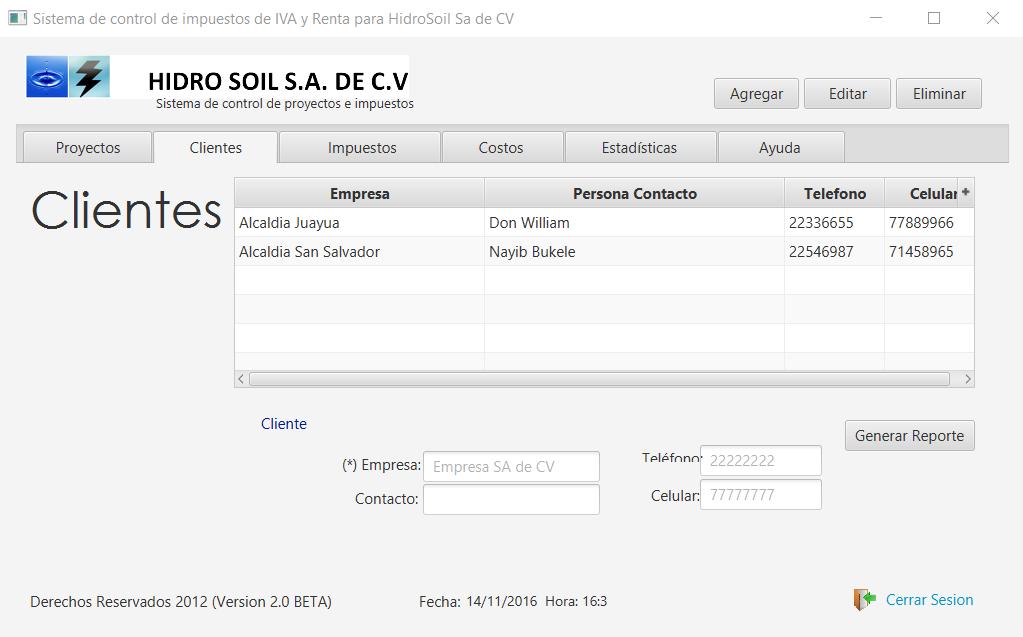 Sistema de control de impuestos de IVA y Renta para HidroSoil Sa de CV
HIDRO SOIL S.A. DE C.V
Sistema de control de proyectos e impuestos
Agregar Editar Eliminar
Proyectos Clientes Impuestos Costos Estadísticas Ayuda
Clientes
Empresa Persona Contacto Telefono Celular +
Alcaldia Juayua Don William 22336655 77889966
Alcaldia San Salvador Nayib Bukele 22546987 71458965
Cliente
Generar Reporte
(*) Empresa: Empresa SA de CV Teléfono: 22222222
Contacto: Celular: 77777777
Derechos Reservados 2012 (Version 2.0 BETA) Fecha: 14/11/2016 Hora: 16:3 Cerrar Sesion